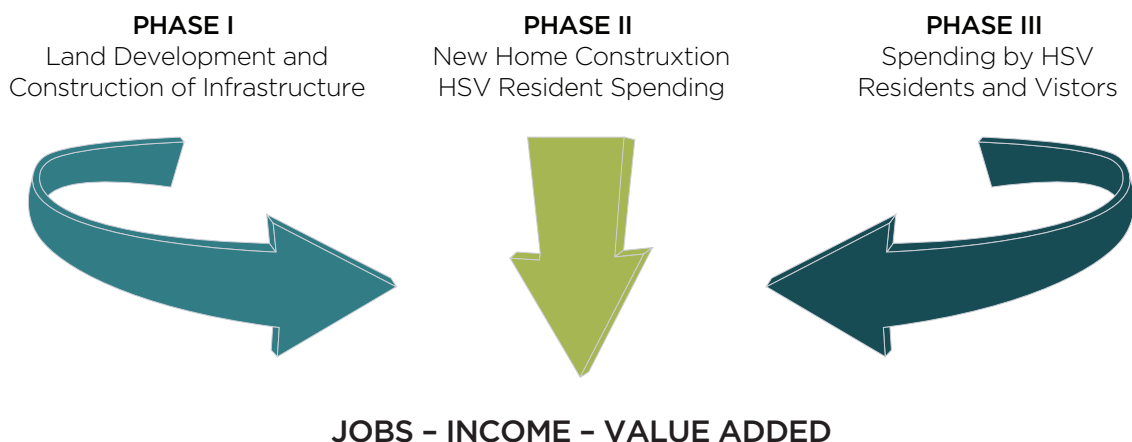 PHASE I
Land Development and
Construction of Infrastructure
PHASE II
New Home Construxtion
HSV Resident Spending
PHASE III
Spending by HSV
Residents and Vistors
JOBS – INCOME – VALUE ADDED